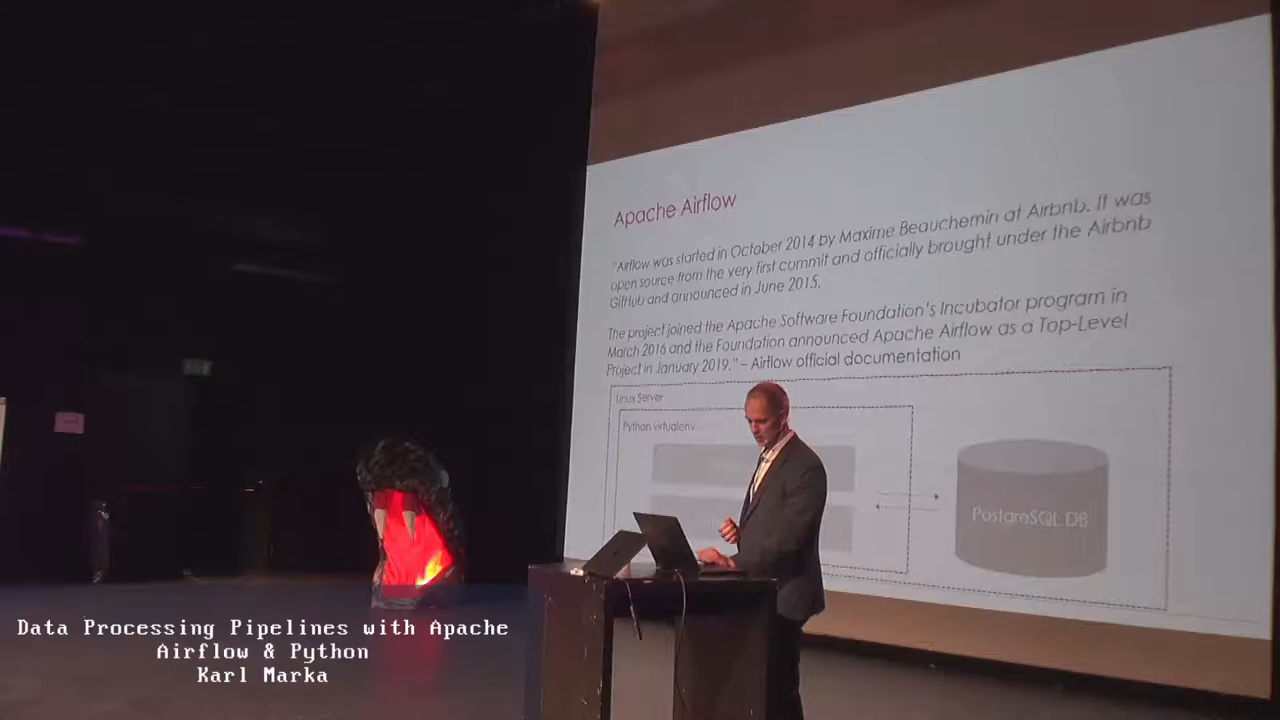 Apache Airflow
"Airflow was started in October 2014 by Maxime Beauchemin at Airbnb. It was
open source from the very first commit and officially brought under the Airbnb
GitHub and announced in June 2015.
The project joined the Apache Software Foundation's Incubator program in
March 2016 and the Foundation announced Apache Airflow as a Top-Level
Project in January 2019." – Airflow official documentation
Linux Server
Python virtualenv
PostgreSQL DB
Data Processing Pipelines with Apache
Airflow & Python
Karl Marka